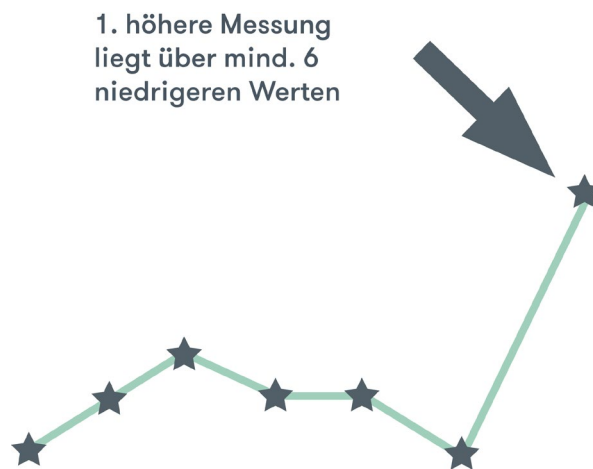 1. höhere Messung
liegt über mind. 6
niedrigeren Werten